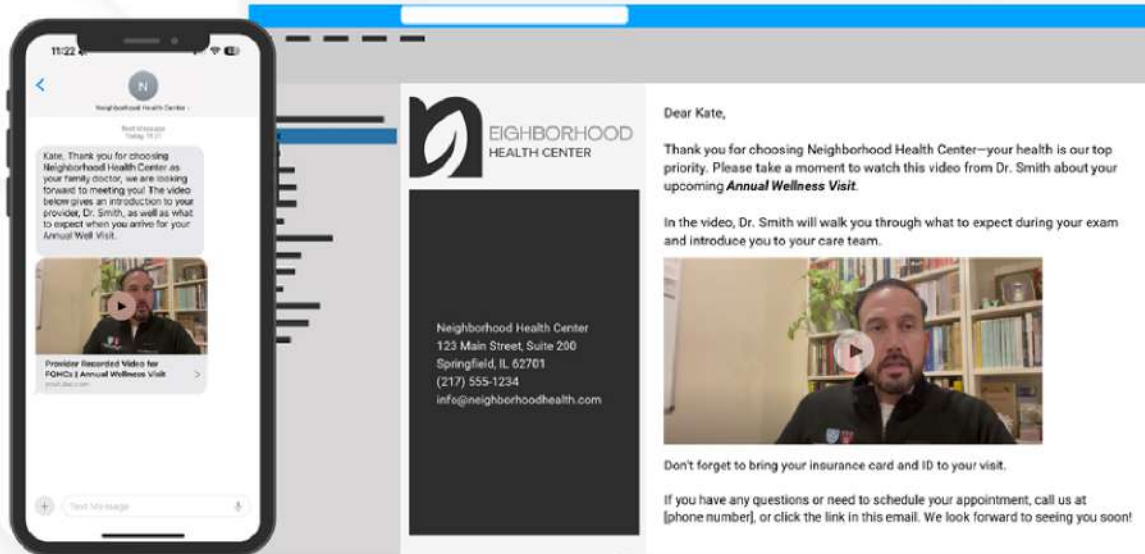 11:22
N
Neighborhood Health Center
Text Message
Today 11:21
Kate, Thank you for choosing
Neighborhood Health Center as
your family doctor, we are looking
forward to meeting you! The video
below gives an introduction to your
provider, Dr. Smith, as well as what
to expect when you arrive for your
Annual Well Visit.
Provider Recorded Video for
FQHCs | Annual Wellness Visit
Text Message
nEIGHBORHOOD
HEALTH CENTER
Neighborhood Health Center
123 Main Street, Suite 200
Springfield, IL 62701
(217) 555-1234
info@neighborhoodhealth.com
Dear Kate,
Thank you for choosing Neighborhood Health Center—your health is our top
priority. Please take a moment to watch this video from Dr. Smith about your
upcoming Annual Wellness Visit.
In the video, Dr. Smith will walk you through what to expect during your exam
and introduce you to your care team.
Don't forget to bring your insurance card and ID to your visit.
If you have any questions or need to schedule your appointment, call us at
[phone number], or click the link in this email. We look forward to seeing you soon!